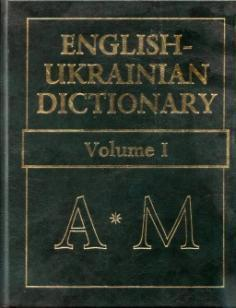 ENGLISH-
UKRAINIAN
DICTIONARY
Volume I
A * M